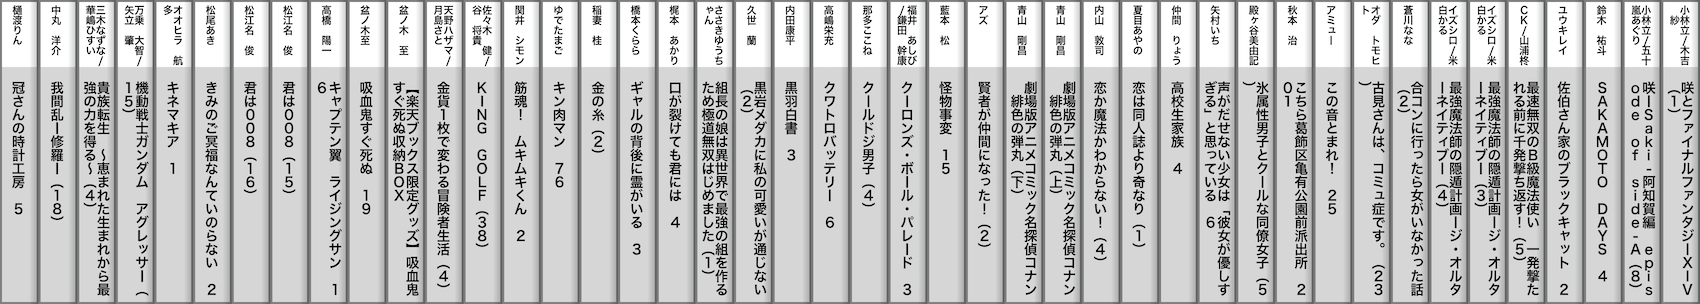 小林立/木吉
紗
咲とファイナルファンタジーXIV
(1)
小林立/五十
嵐あぐり
咲-Saki-阿知賀編 epis
ode of side-A(8)
鈴木 祐斗
SAKAMOTO DAYS 4
ユウキレイ
佐伯さん家のブラックキャット 2
CK/山浦柊
最速無双のB級魔法使い 一発撃た
れる前に千発撃ち返す!(5)
イズシロ/米
白かる
最強魔法師の隠遁計画-ジ・オルタ
ーネイティブ-(3)
イズシロ/米
白かる
最強魔法師の隠遁計画-ジ・オルタ
ーネイティブ-(4)
蒼川なな
合コンに行ったら女がいなかった話
(2)
オダ トモヒ
ト
古見さんは、コミュ症です。(23
)
アミュー
この音とまれ! 25
秋本 治
こちら葛飾区亀有公園前派出所 2
01
殿ヶ谷美由記
氷属性男子とクールな同僚女子(5
)
矢村いち
声がだせない少女は「彼女が優しす
ぎる」と思っている 6
仲間 りょう
高校生家族 4
夏目あやの
恋は同人誌より奇なり(1)
内山 敦司
恋か魔法かわからない!(4)
青山 剛昌
劇場版アニメコミック名探偵コナン
緋色の弾丸(上)
青山 剛昌
劇場版アニメコミック名探偵コナン
緋色の弾丸(下)
アズ
賢者が仲間になった!(2)
藍本 松
怪物事変 15
福井 あしび
/鎌田 幹康
クーロンズ・ボール・パレード 3
那多ここね
クールドジ男子(4)
高嶋栄充
クワトロバッテリー 6
内田康平
黒羽白書 3
久世 蘭
黒岩メダカに私の可愛いが通じない
(2)
ささきゆうち
ゃん
組長の娘は異世界で最強の組を作る
ため極道無双はじめました(1)
梶本 あかり
口が裂けても君には 4
橋本くらら
ギャルの背後に霊がいる 3
稲妻 桂
金の糸(2)
ゆでたまご
キン肉マン 76
関井 シモン
筋魂! ムキムキくん 2
佐々木 健/
谷 将貴
KING GOLF(38)
天野ハザマ/
月島さと
金貨1枚で変わる冒険者生活(4)
盆ノ木 至
【楽天ブックス限定グッズ】吸血鬼
すぐ死ぬ収納BOX
盆ノ木至
吸血鬼すぐ死ぬ 19
高橋 陽一
キャプテン翼 ライジングサン 1
6
松江名 俊
君は008(15)
松江名 俊
君は008(16)
松尾あき
きみのご冥福なんていのらない 2
オオヒラ 航
多
キネマキア 1
万乗 大智/
矢立 肇
機動戦士ガンダム アグレッサー(
15)
三木なずな/
華嶋ひすい
貴族転生 ~恵まれた生まれから最
強の力を得る~(4)
中丸 洋介
我間乱-修羅-(18)
樋渡りん
冠さんの時計工房 5